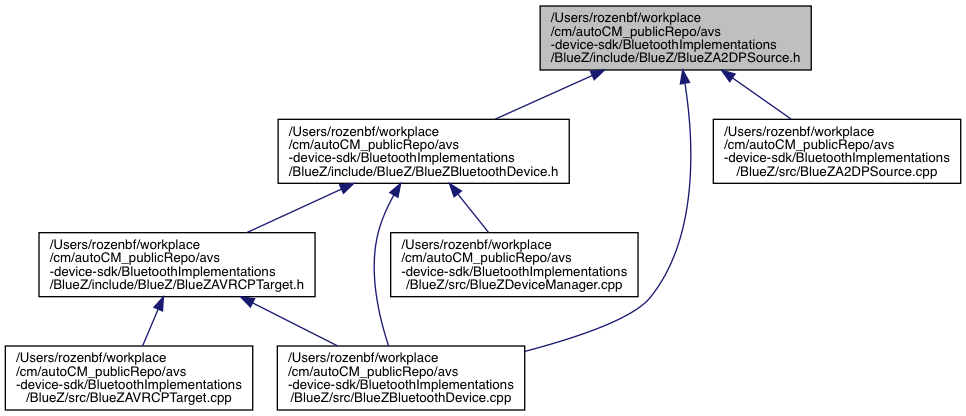 /Users/rozenbf/workplace
/cm/autoCM_publicRepo/avs
-device-sdk/BluetoothImplementations
/BlueZ/include/BlueZ/BlueZA2DPSource.h
/Users/rozenbf/workplace
/cm/autoCM_publicRepo/avs
-device-sdk/BluetoothImplementations
/BlueZ/include/BlueZ/BlueZBluetoothDevice.h
/Users/rozenbf/workplace
/cm/autoCM_publicRepo/avs
-device-sdk/BluetoothImplementations
/BlueZ/src/BlueZA2DPSource.cpp
/Users/rozenbf/workplace
/cm/autoCM_publicRepo/avs
-device-sdk/BluetoothImplementations
/BlueZ/include/BlueZ/BlueZAVRCPTarget.h
/Users/rozenbf/workplace
/cm/autoCM_publicRepo/avs
-device-sdk/BluetoothImplementations
/BlueZ/src/BlueZDeviceManager.cpp
/Users/rozenbf/workplace
/cm/autoCM_publicRepo/avs
-device-sdk/BluetoothImplementations
/BlueZ/src/BlueZAVRCPTarget.cpp
/Users/rozenbf/workplace
/cm/autoCM_publicRepo/avs
-device-sdk/BluetoothImplementations
/BlueZ/src/BlueZBluetoothDevice.cpp